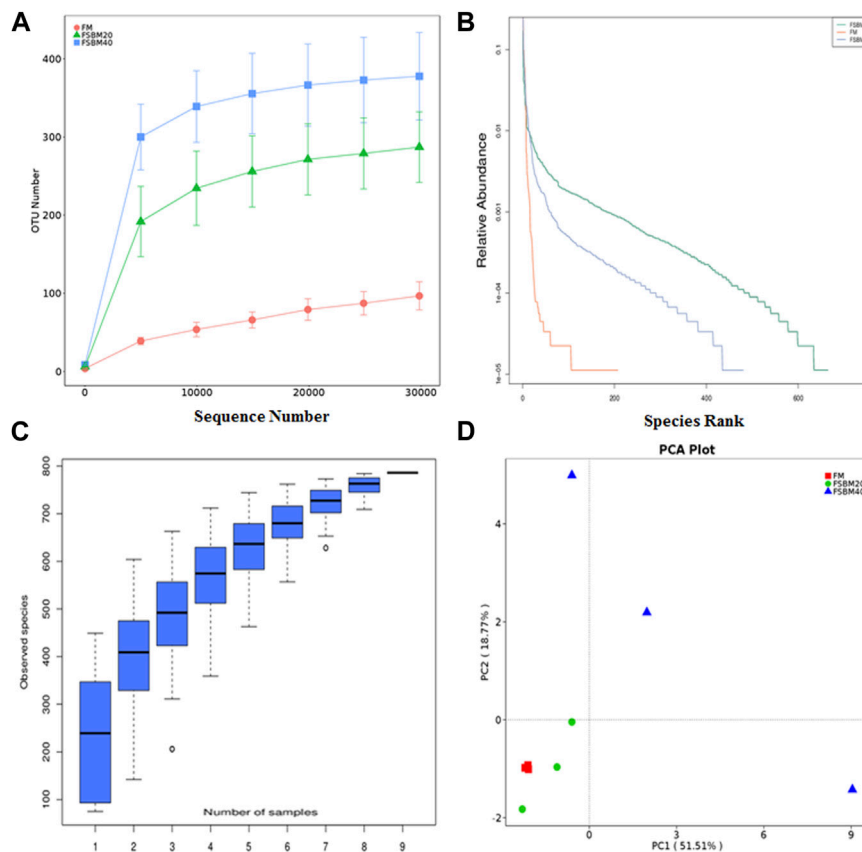 A
FM
FSBM20
FSBM40
OTU Number
400
300
200
100
0
0
10000
20000
30000
Sequence Number
B
FSBM
FM
FSBM
Relative Abundance
0.1
0.01
0.001
1e-04
1e-05
0
200
400
600
Species Rank
C
Observed species
800
700
600
500
400
300
200
100
Number of samples
1 2 3 4 5 6 7 8 9
D
PCA Plot
FM
FSBM20
FSBM40
PC2 ( 18.77% )
4
2
0
-2
0
3
6
9
PC1 ( 51.51% )